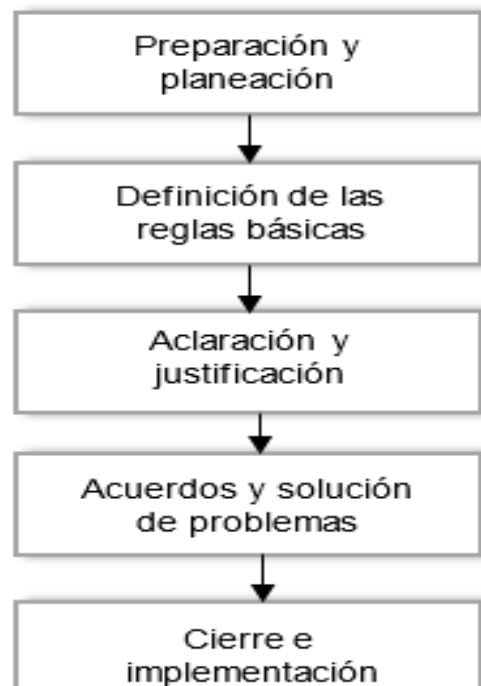 Preparación y
planeación
Definición de las
reglas básicas
Aclaración y
justificación
Acuerdos y solución
de problemas
Cierre e
implementación